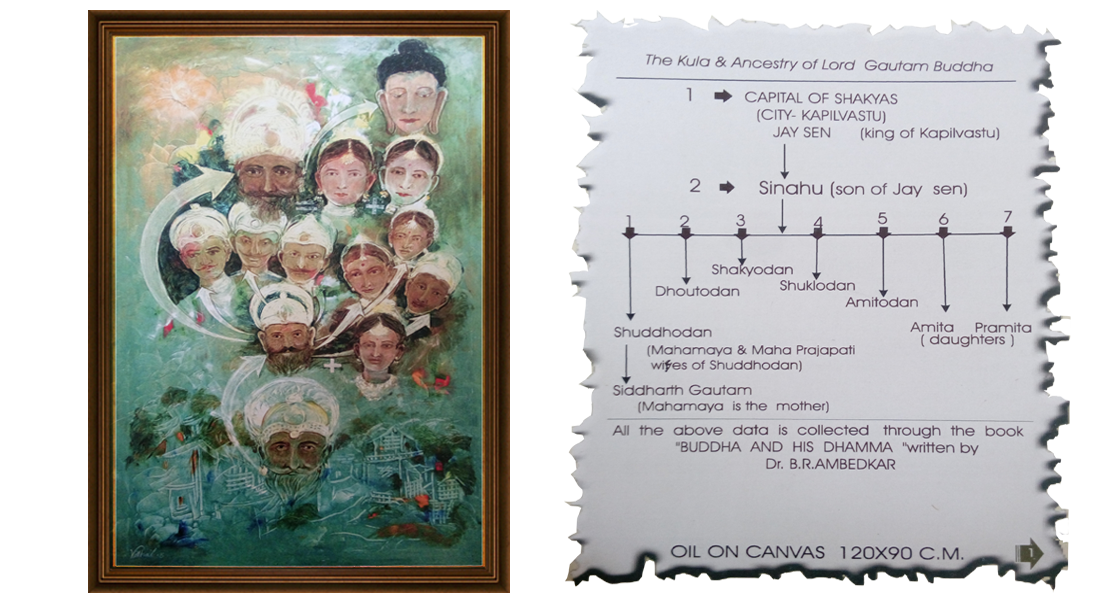 The Kula & Ancestry of Lord Gautam Buddha
1 CAPITAL OF SHAKYAS
(CITY- KAPILVASTU)
JAY SEN (king of Kapilvastu)
2 Sinahu (son of Jay sen)
1 2 3 4 5 6 7
Shakyodan
Dhoutodan Shuklodan
Amitodan
Shuddhodan Amita Pramita
( daughters )
(Mahamaya & Maha Prajapati
wifes of Shuddhodan)
Siddharth Gautam
(Mahamaya is the mother)
All the above data is collected through the book
"BUDDHA AND HIS DHAMMA "written by
Dr. B.R.AMBEDKAR
OIL ON CANVAS 120X90 C.M.
1